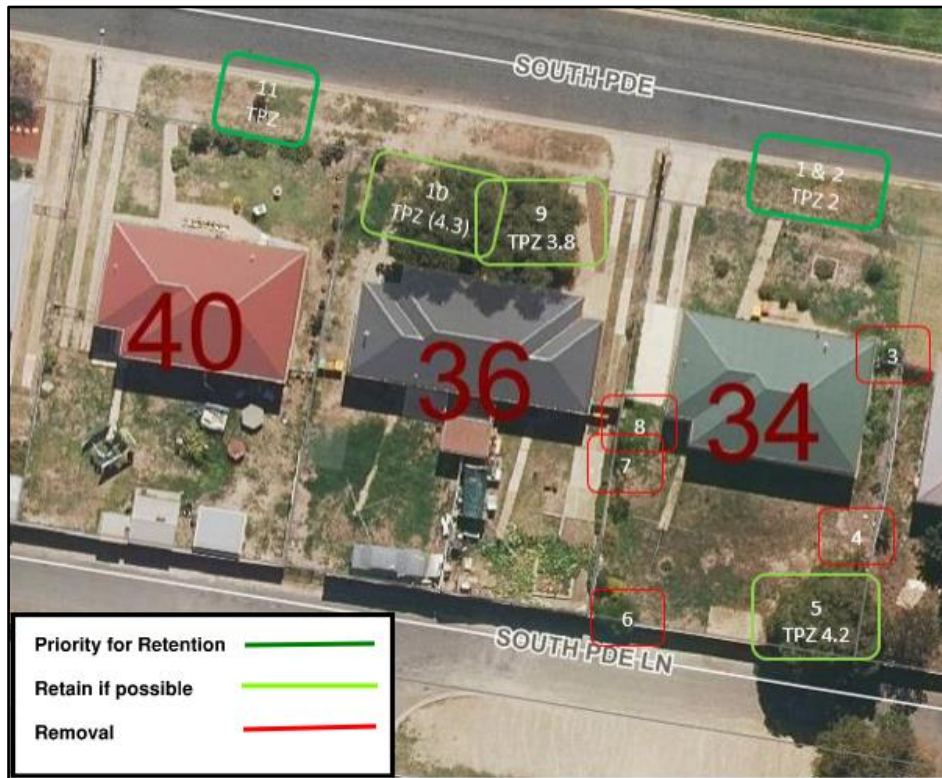 SOUTH PDE
11
TPZ
1 & 2
TPZ 2
10
TPZ (4.3)
9
TPZ 3.8
40
36
34
3
8
7
4
5
TPZ 4.2
6
SOUTH PDE LN
Priority for Retention
Retain if possible
Removal